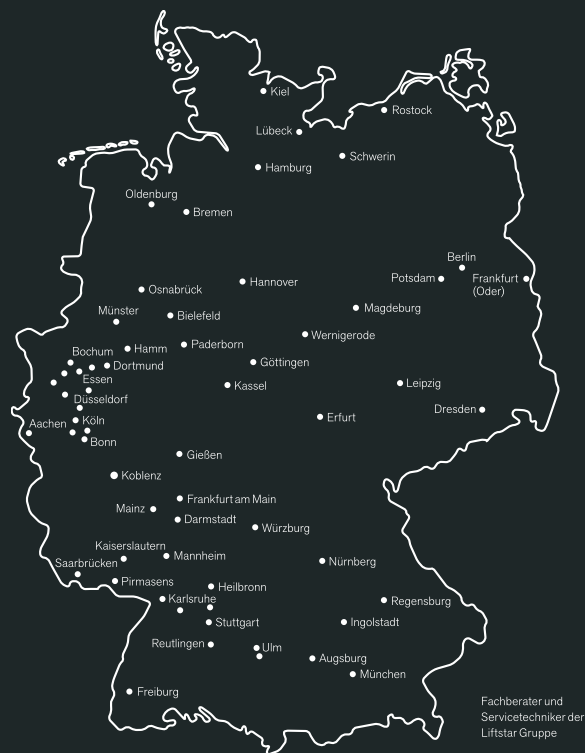 Kiel
Rostock
Lübeck
Schwerin
Hamburg
Oldenburg
Bremen
Berlin
Potsdam
Frankfurt
(Oder)
Hannover
Osnabrück
Magdeburg
Münster
Bielefeld
Wernigerode
Hamm
Paderborn
Bochum
Dortmund
Göttingen
Essen
Kassel
Leipzig
Düsseldorf
Dresden
Erfurt
Aachen
Köln
Bonn
Gießen
Koblenz
Frankfurt am Main
Mainz
Darmstadt
Würzburg
Kaiserslautern
Mannheim
Saarbrücken
Nürnberg
Pirmasens
Heilbronn
Karlsruhe
Regensburg
Stuttgart
Ingolstadt
Reutlingen
Ulm
Augsburg
München
Freiburg
Fachberater und
Servicetechniker der
Liftstar Gruppe